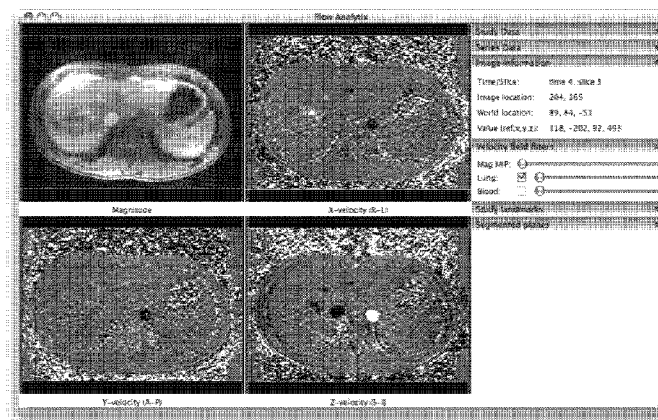 Flow Analysis
Study Data
Series Data
Image Information
Time/Slice: time 4, slice 3
Image location: 204, 165
World location: 89, 44, -53
Value (ref,x,y,z): 118, -202, 92, 493
Velocity field filters
Mag MIP:
Lung:
Blood:
Study landmarks
Segmented planes
Magnitude
X-velocity (R-L)
Y-velocity (A-P)
Z-velocity (S-I)